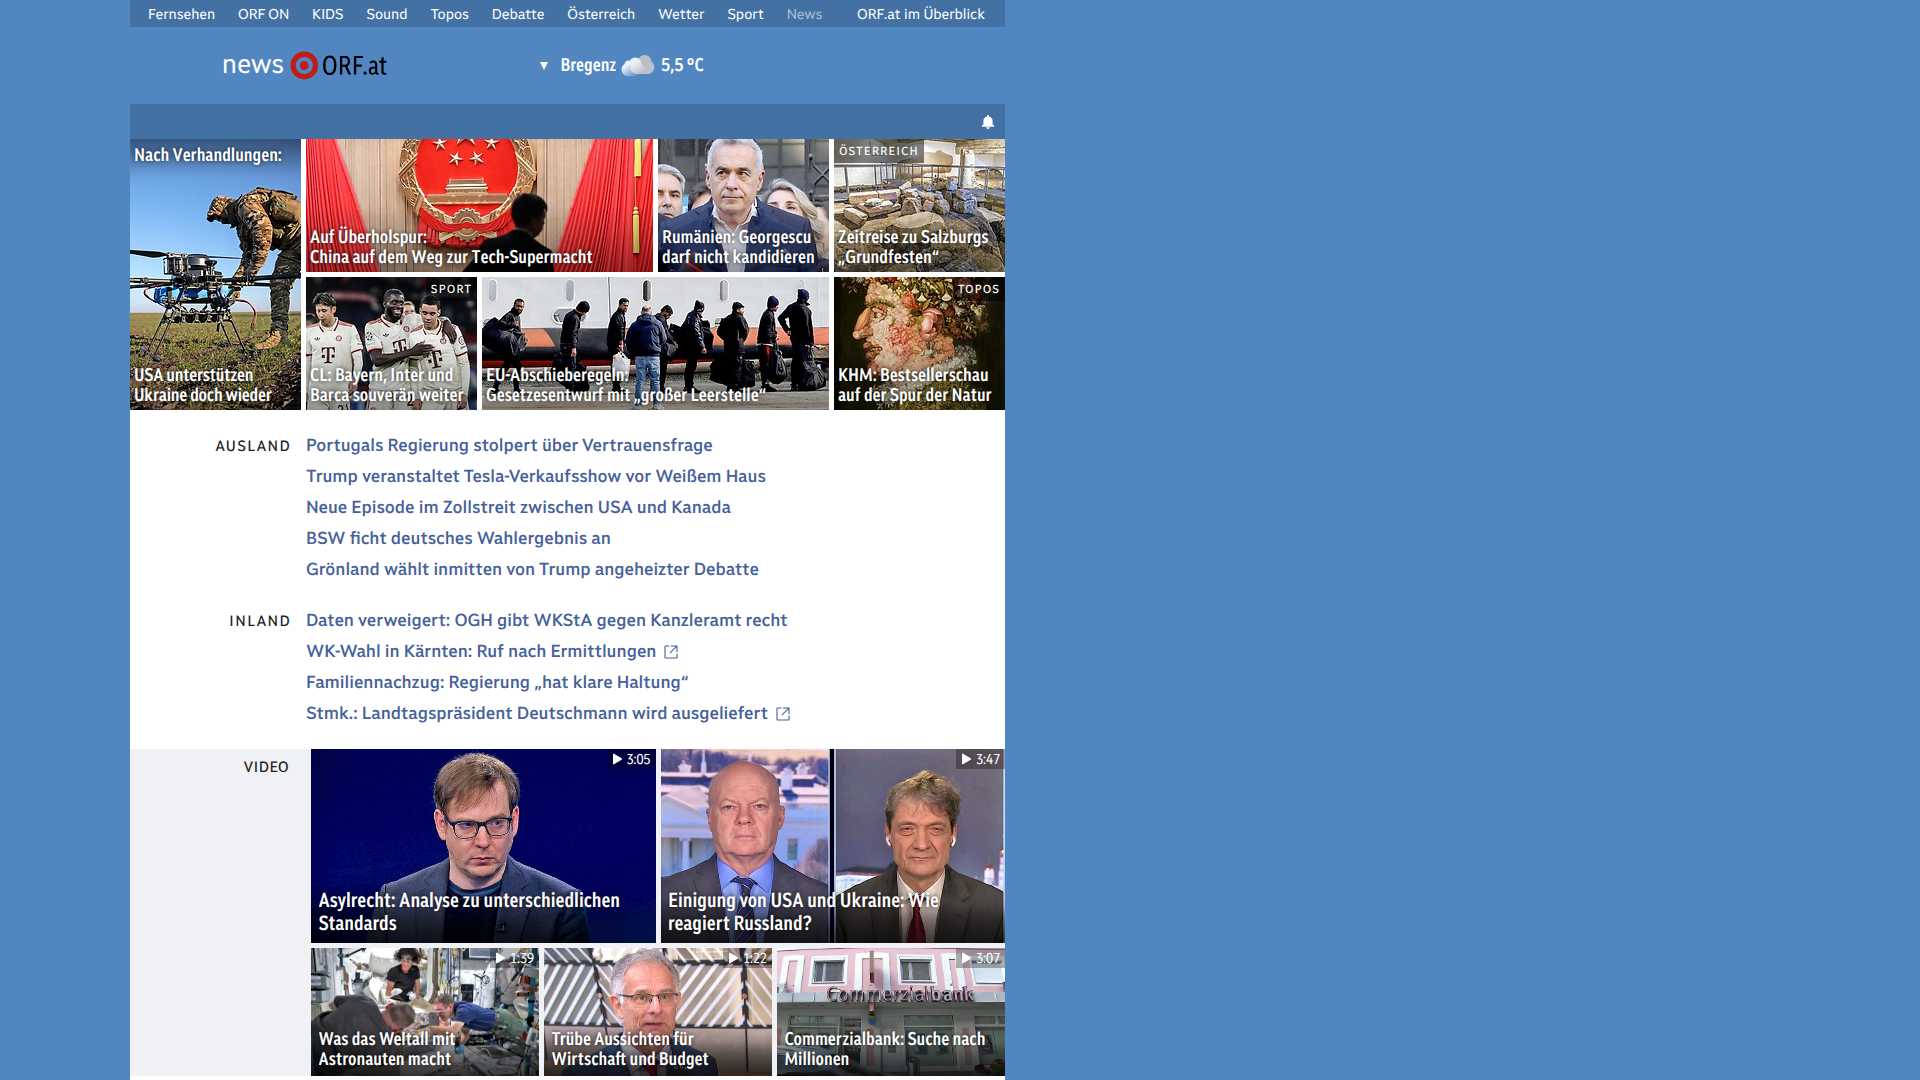 Fernsehen ORF ON KIDS Sound Topos Debatte Österreich Wetter Sport News ORF.at im Überblick
news ORF.at
Bregenz 5,5 °C
Nach Verhandlungen:
USA unterstützen
Ukraine doch wieder
Auf Überholspur:
China auf dem Weg zur Tech-Supermacht
Rumänien: Georgescu
darf nicht kandidieren
ÖSTERREICH
Zeitreise zu Salzburgs
„Grundfesten“
SPORT
CL: Bayern, Inter und
Barca souverän weiter
EU-Abschieberegeln:
Gesetzesentwurf mit „großer Leerstelle“
TOPOS
KHM: Bestsellerschau
auf der Spur der Natur
AUSLAND
Portugals Regierung stolpert über Vertrauensfrage
Trump veranstaltet Tesla-Verkaufsshow vor Weißem Haus
Neue Episode im Zollstreit zwischen USA und Kanada
BSW ficht deutsches Wahlergebnis an
Grönland wählt inmitten von Trump angeheizter Debatte
INLAND
Daten verweigert: OGH gibt WKStA gegen Kanzleramt recht
WK-Wahl in Kärnten: Ruf nach Ermittlungen
Familiennachzug: Regierung „hat klare Haltung“
Stmk.: Landtagspräsident Deutschmann wird ausgeliefert
VIDEO
3:05
Asylrecht: Analyse zu unterschiedlichen
Standards
3:47
Einigung von USA und Ukraine: Wie
reagiert Russland?
1:39
Was das Weltall mit
Astronauten macht
1:22
Trübe Aussichten für
Wirtschaft und Budget
3:07
Commerzialbank
Commerzialbank: Suche nach
Millionen